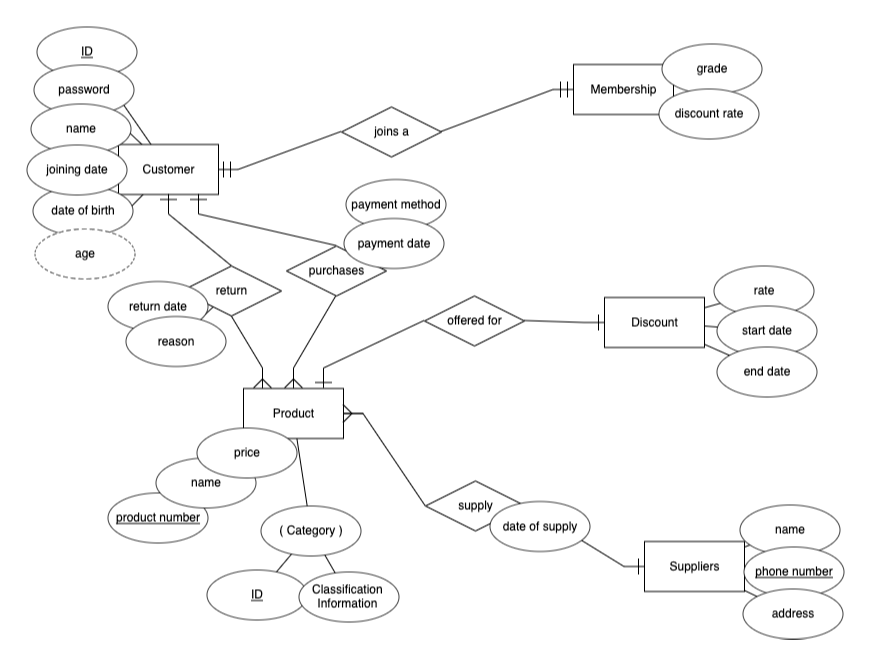 ID
password
name
joining date
date of birth
age
Customer
joins a
Membership
grade
discount rate
payment method
payment date
purchases
return
return date
reason
offered for
Discount
rate
start date
end date
Product
price
name
product number
( Category )
ID
Classification
Information
supply
date of supply
Suppliers
name
phone number
address